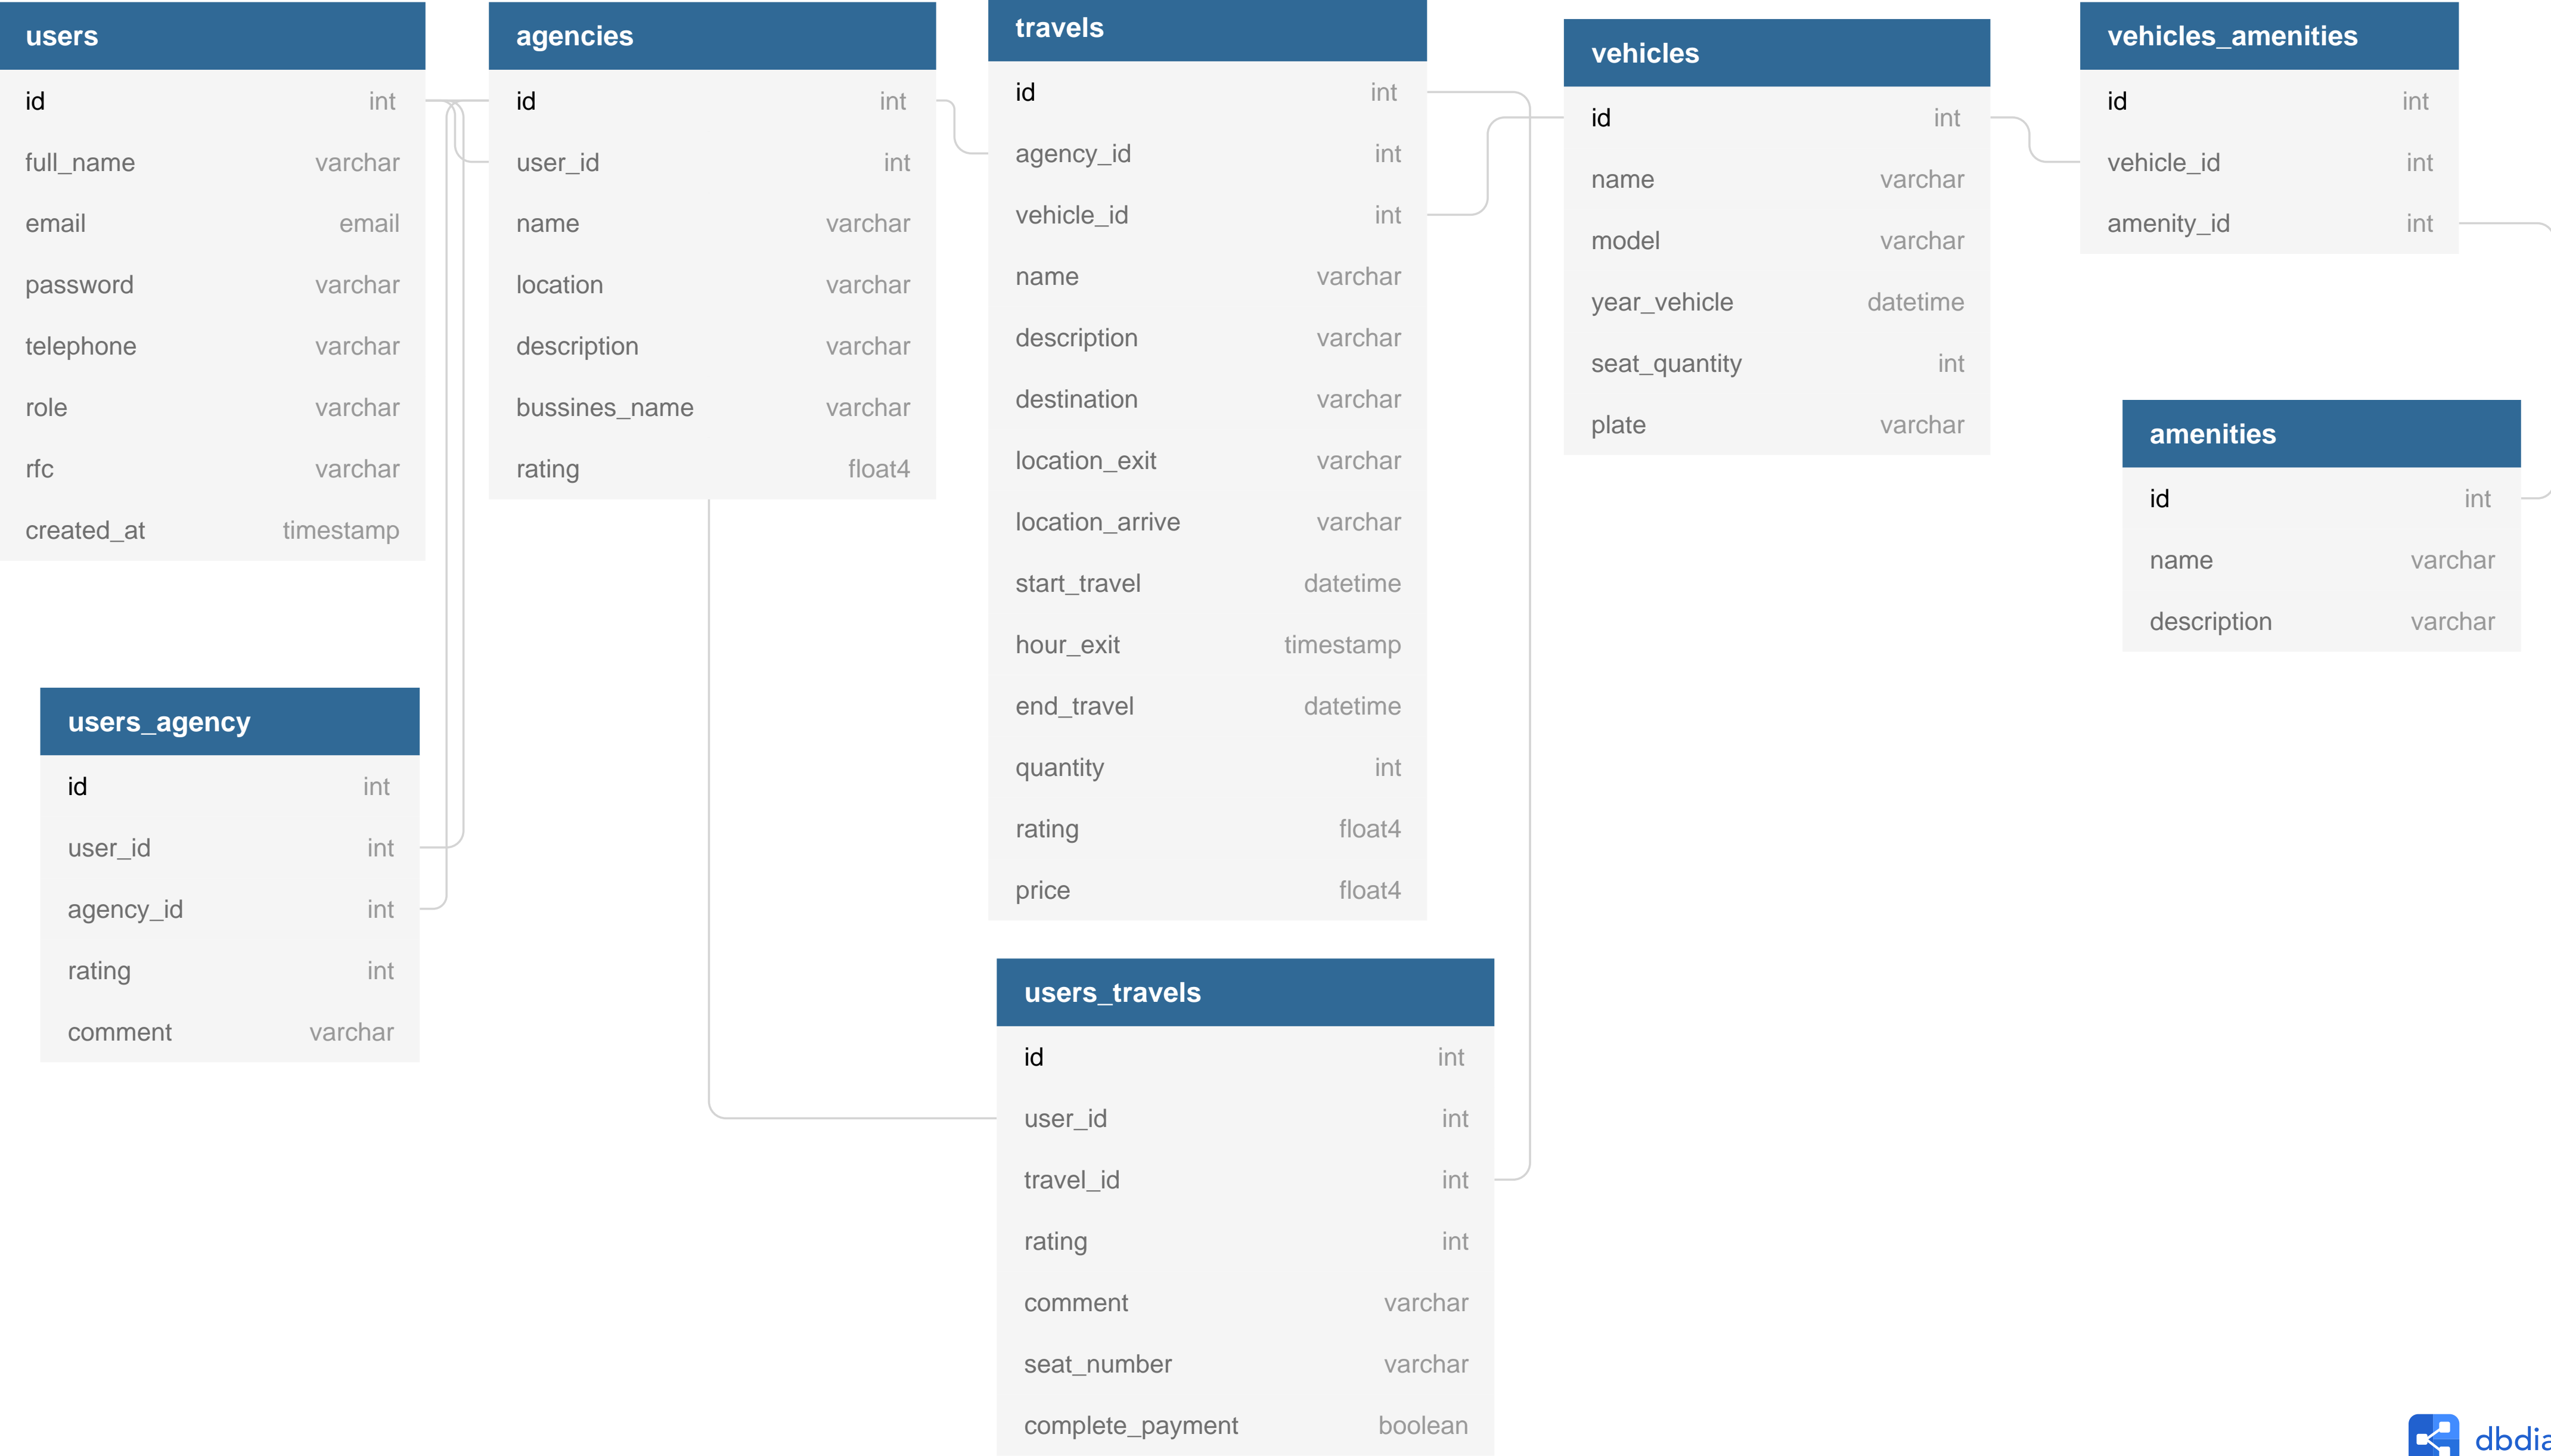 users
id int
full_name varchar
email email
password varchar
telephone varchar
role varchar
rfc varchar
created_at timestamp
agencies
id int
user_id int
name varchar
location varchar
description varchar
bussines_name varchar
rating float4
travels
id int
agency_id int
vehicle_id int
name varchar
description varchar
destination varchar
location_exit varchar
location_arrive varchar
start_travel datetime
hour_exit timestamp
end_travel datetime
quantity int
rating float4
price float4
vehicles
id int
name varchar
model varchar
year_vehicle datetime
seat_quantity int
plate varchar
vehicles_amenities
id int
vehicle_id int
amenity_id int
amenities
id int
name varchar
description varchar
users_agency
id int
user_id int
agency_id int
rating int
comment varchar
users_travels
id int
user_id int
travel_id int
rating int
comment varchar
seat_number varchar
complete_payment boolean